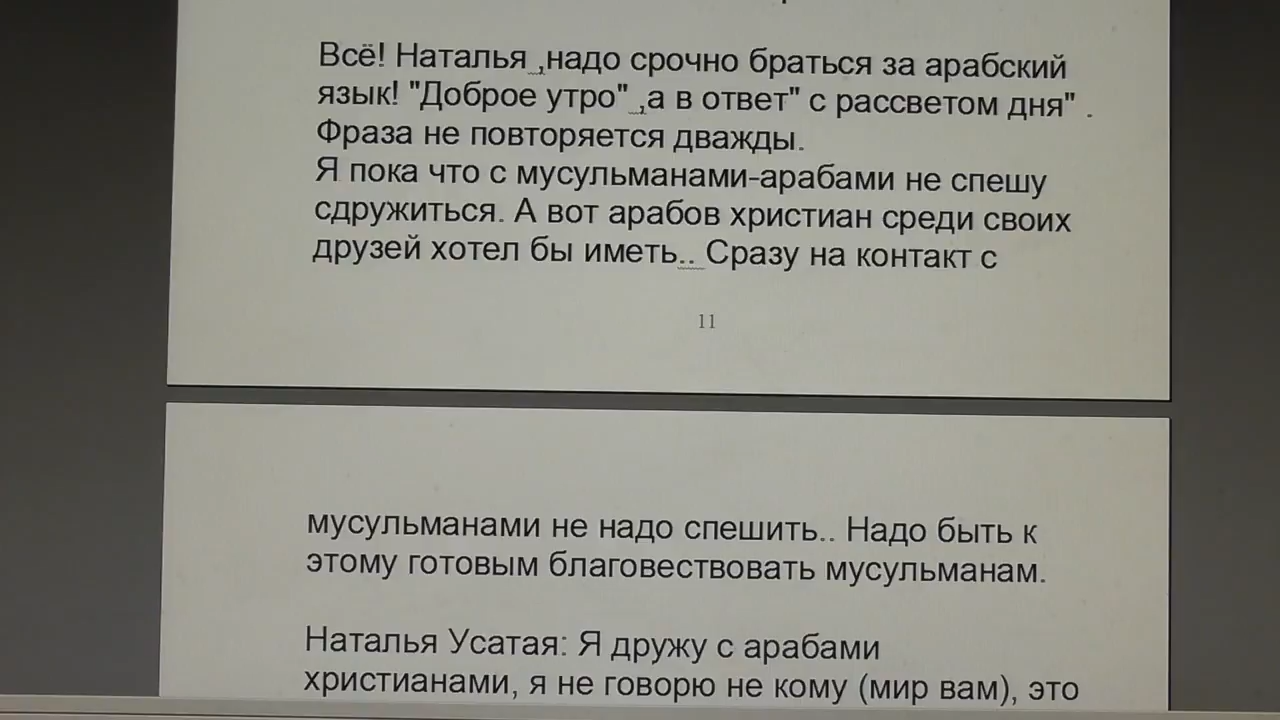 Всё! Наталья ,надо срочно браться за арабский
язык! "Доброе утро" ,а в ответ" с рассветом дня" .
Фраза не повторяется дважды.
Я пока что с мусульманами-арабами не спешу
сдружиться. А вот арабов христиан среди своих
друзей хотел бы иметь.. Сразу на контакт с
11
мусульманами не надо спешить.. Надо быть к
этому готовым благовествовать мусульманам.
Наталья Усатая: Я дружу с арабами
христианами, я не говорю не кому (мир вам), это